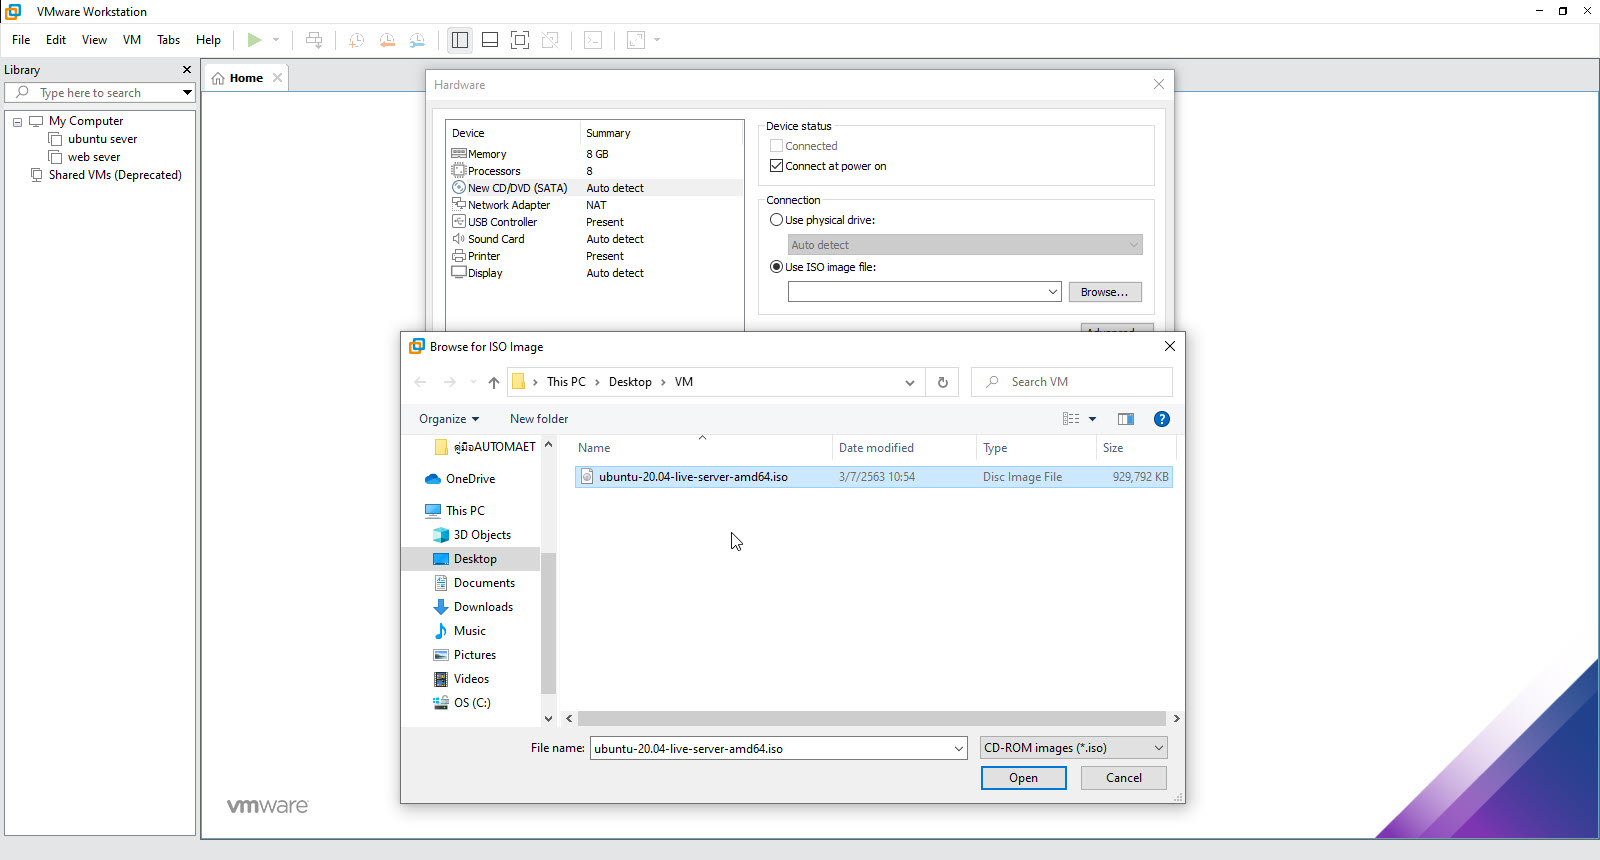 VMware Workstation
File Edit View VM Tabs Help
Library
Type here to search
My Computer
ubuntu sever
web sever
Shared VMs (Deprecated)
Home
Hardware
Device Summary
Memory 8 GB
Processors 8
New CD/DVD (SATA) Auto detect
Network Adapter NAT
USB Controller Present
Sound Card Auto detect
Printer Present
Display Auto detect
Device status
Connected
Connect at power on
Connection
Use physical drive:
Auto detect
Use ISO image file:
Browse...
Advanced...
Browse for ISO Image
This PC > Desktop > VM
Search VM
Organize New folder
คู่มือAUTOMAET
OneDrive
This PC
3D Objects
Desktop
Documents
Downloads
Music
Pictures
Videos
OS (C:)
Name Date modified Type Size
ubuntu-20.04-live-server-amd64.iso 3/7/2563 10:54 Disc Image File 929,792 KB
File name: ubuntu-20.04-live-server-amd64.iso CD-ROM images (*.iso)
Open Cancel
vmware